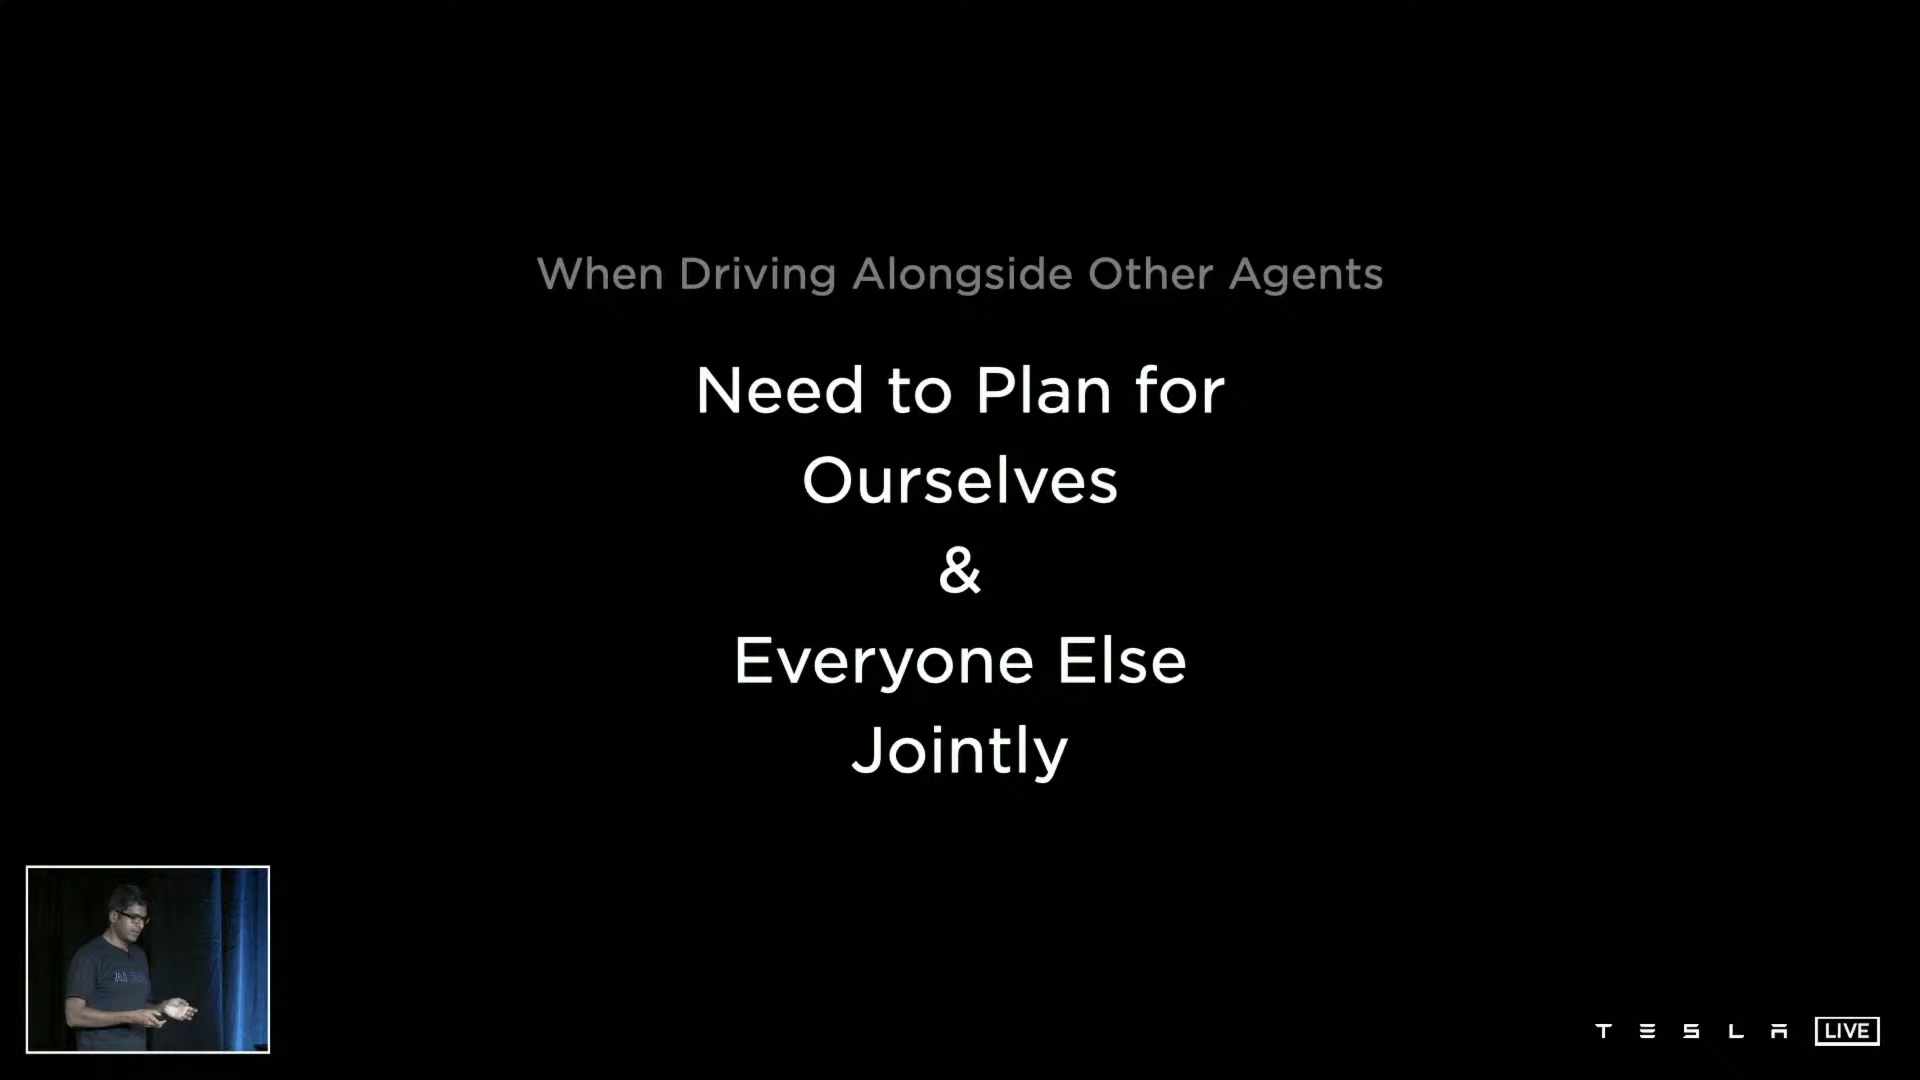 When Driving Alongside Other Agents
Need to Plan for
Ourselves
&
Everyone Else
Jointly
TESLA LIVE